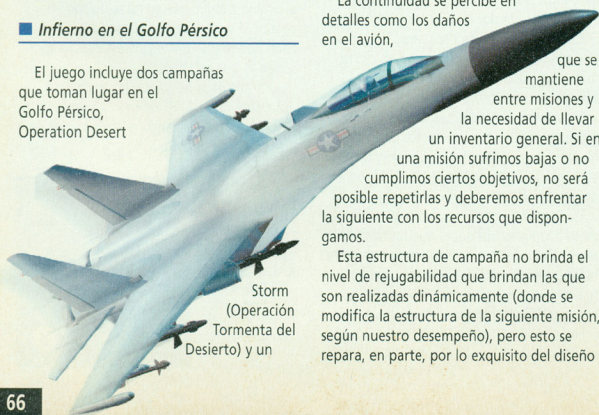 Infierno en el Golfo Pérsico
El juego incluye dos campañas
que toman lugar en el
Golfo Pérsico,
Operation Desert
Storm
(Operación
Tormenta del
Desierto) y un
La continuidad se percibe en
detalles como los daños
en el avión,
que se
mantiene
entre misiones y
la necesidad de llevar
un inventario general. Si en
una misión sufrimos bajas o no
cumplimos ciertos objetivos, no será
posible repetirlas y deberemos enfrentar
la siguiente con los recursos que dispon-
gamos.
Esta estructura de campaña no brinda el
nivel de rejugabilidad que brindan las que
son realizadas dinámicamente (donde se
modifica la estructura de la siguiente misión,
según nuestro desempeño), pero esto se
repara, en parte, por lo exquisito del diseño
66